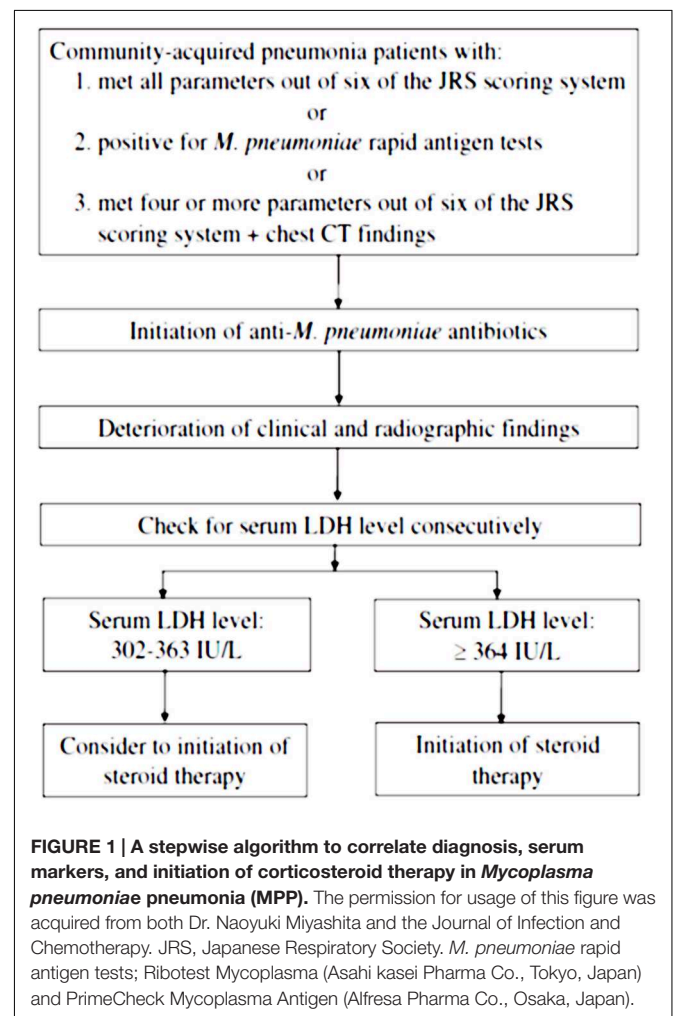 Community-acquired pneumonia patients with:
1. met all parameters out of six of the JRS scoring system
or
2. positive for M. pneumoniae rapid antigen tests
or
3. met four or more parameters out of six of the JRS
scoring system + chest CT findings
Initiation of anti-M. pneumoniae antibiotics
Deterioration of clinical and radiographic findings
Check for serum LDH level consecutively
Serum LDH level:
302-363 IU/L
Serum LDH level:
≥ 364 IU/L
Consider to initiation of
steroid therapy
Initiation of steroid
therapy
FIGURE 1 | A stepwise algorithm to correlate diagnosis, serum
markers, and initiation of corticosteroid therapy in Mycoplasma
pneumoniae pneumonia (MPP). The permission for usage of this figure was
acquired from both Dr. Naoyuki Miyashita and the Journal of Infection and
Chemotherapy. JRS, Japanese Respiratory Society. M. pneumoniae rapid
antigen tests; Ribotest Mycoplasma (Asahi kasei Pharma Co., Tokyo, Japan)
and PrimeCheck Mycoplasma Antigen (Alfresa Pharma Co., Osaka, Japan).